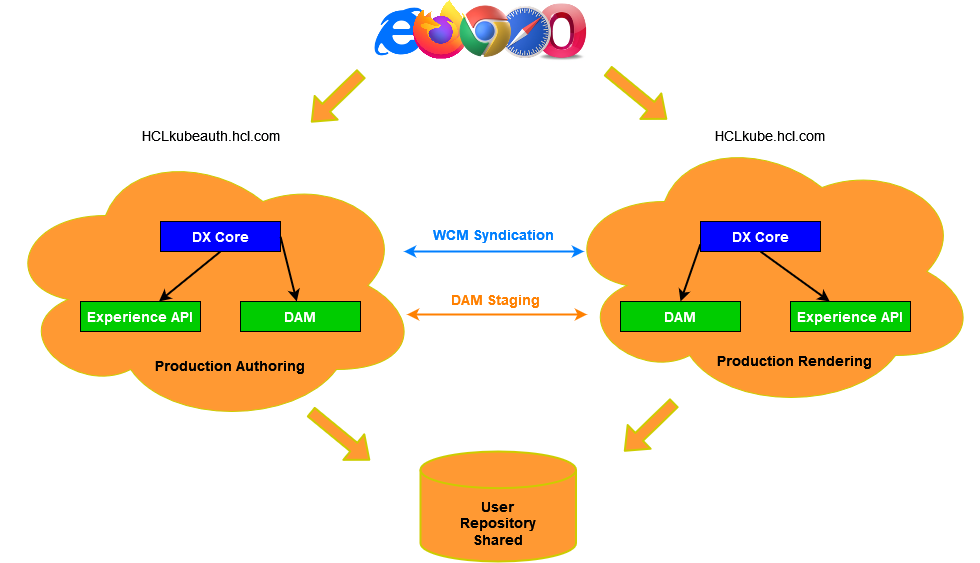 HCLkubeauth.hcl.com
HCLkube.hcl.com
DX Core
Experience API
DAM
Production Authoring
WCM Syndication
DAM Staging
DX Core
DAM
Experience API
Production Rendering
User
Repository
Shared